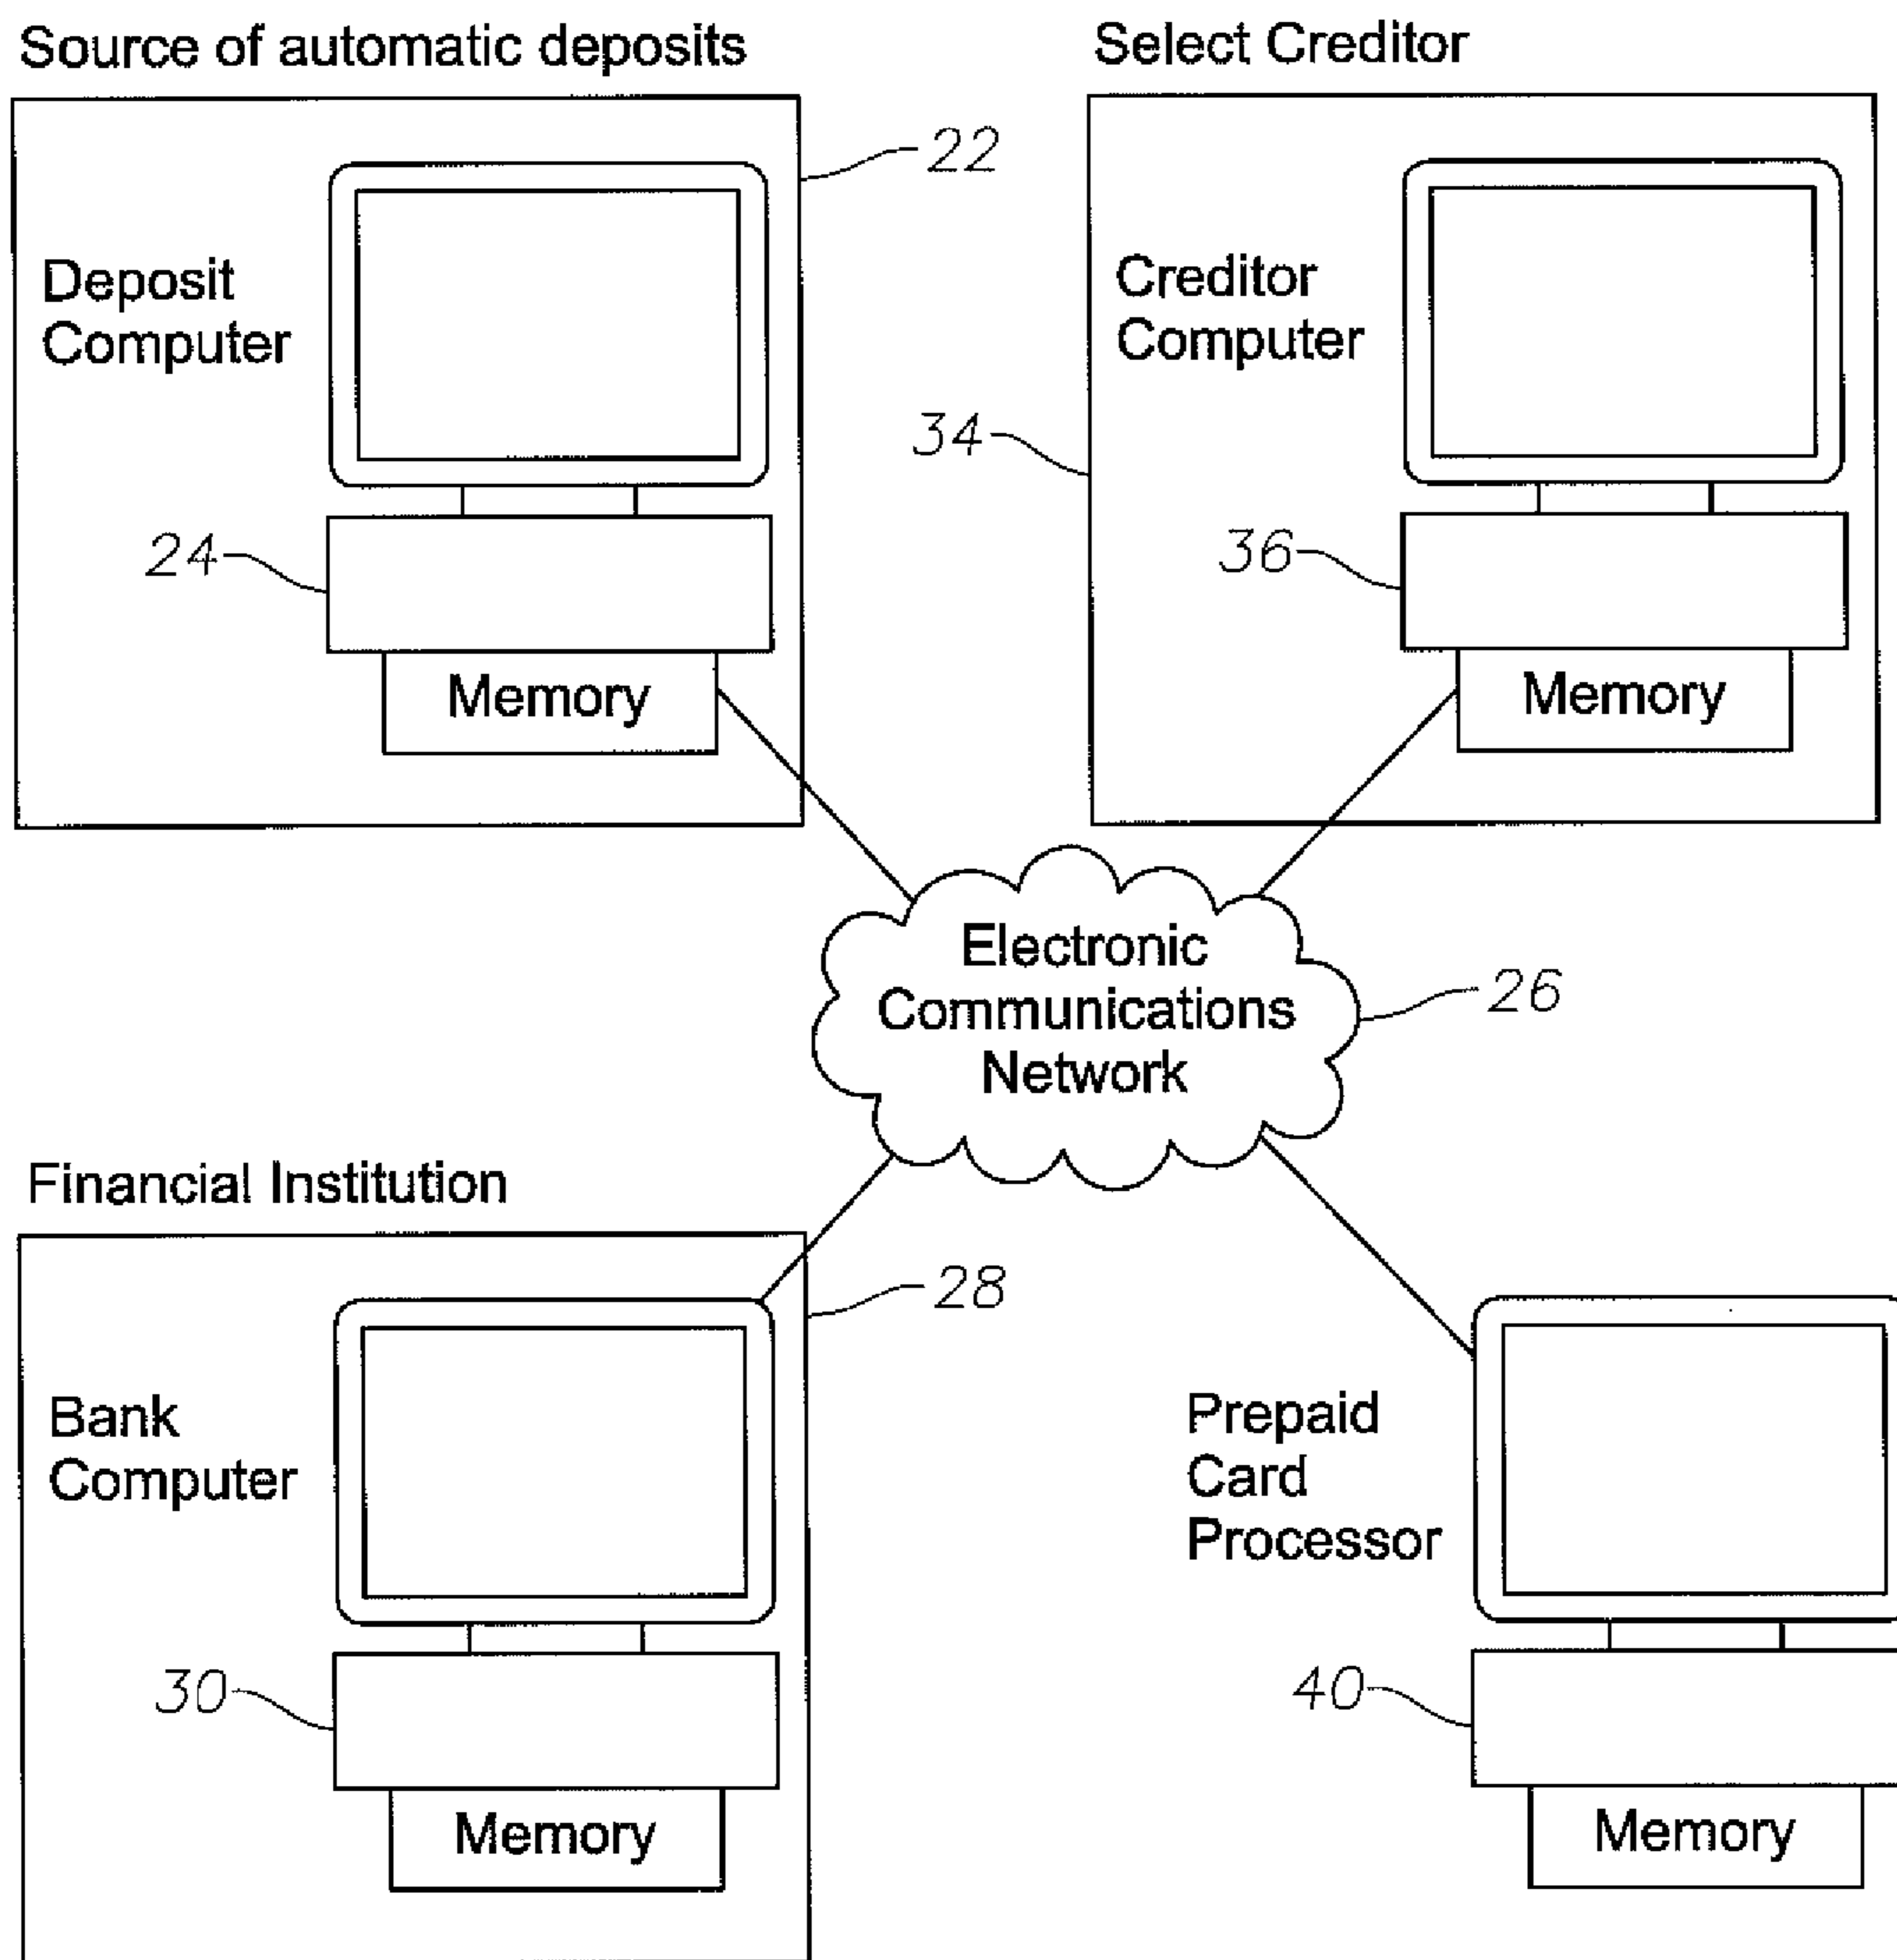 Source of automatic deposits
Select Creditor
22
Deposit
Computer
Creditor
Computer
34
24
36
Memory
Memory
Electronic
Communications
Network
26
Financial Institution
28
Bank
Computer
Prepaid
Card
Processor
30
40
Memory
Memory